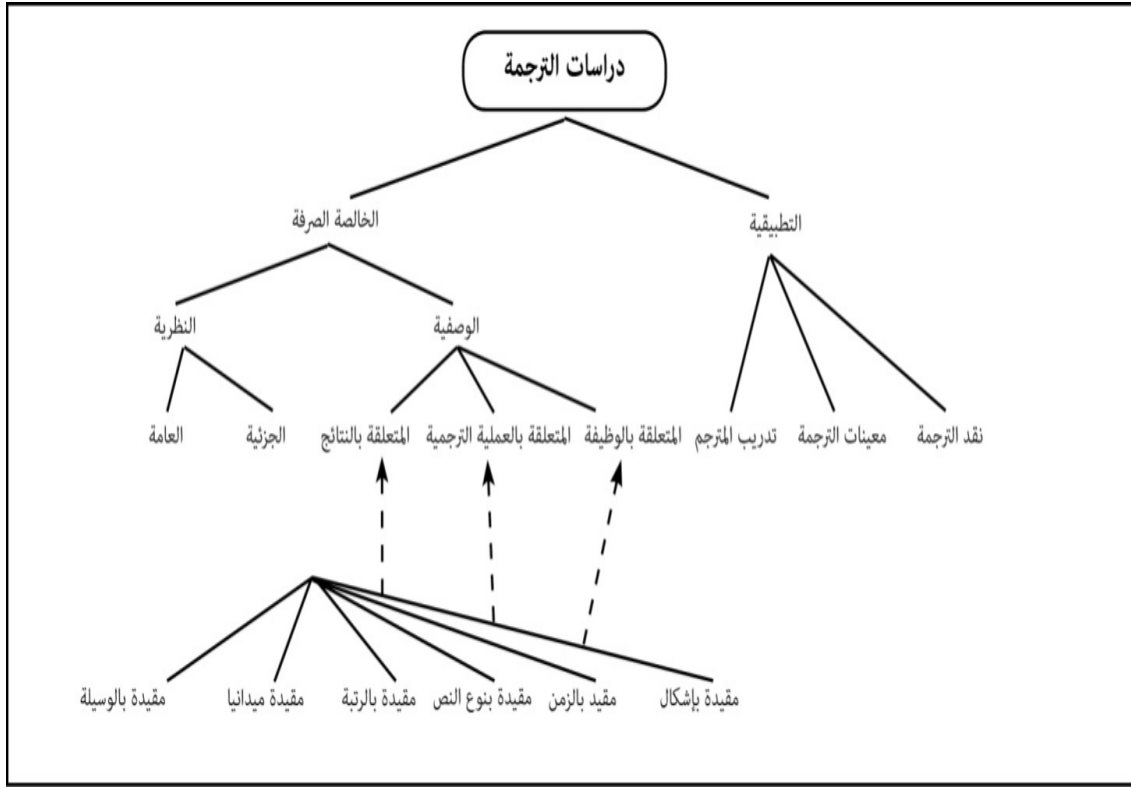 دراسات الترجمة
التطبيقية
الخالصة الصرفة
الوصفية
النظرية
نقد الترجمة
معينات الترجمة
تدريب المترجم
المتعلقة بالوظيفة
المتعلقة بالعملية الترجمية
المتعلقة بالنتائج
الجزئية
العامة
مقيدة بإشكال
مقيد بالزمن
مقيدة بنوع النص
مقيدة بالرتبة
مقيدة ميدانيا
مقيدة بالوسيلة